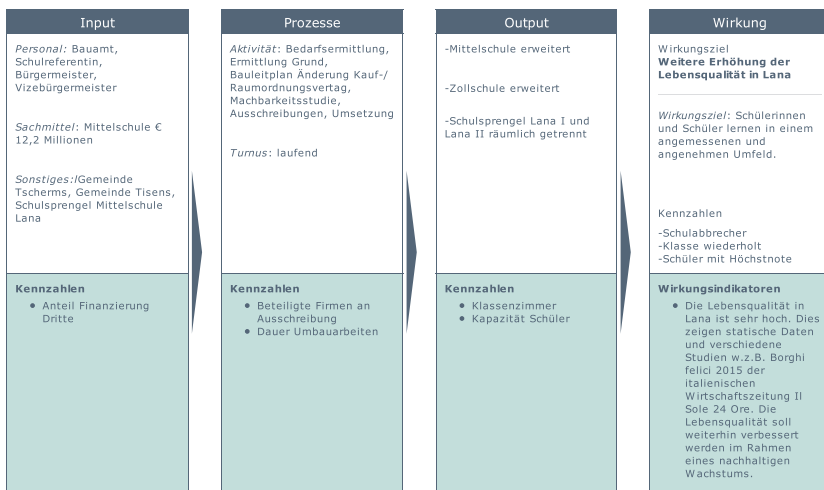 Input
Personal: Bauamt,
Schulreferentin,
Bürgermeister,
Vizebürgermeister
Sachmittel: Mittelschule €
12,2 Millionen
Sonstiges:lGemeinde
Tscherms, Gemeinde Tisens,
Schulsprengel Mittelschule
Lana
Kennzahlen
• Anteil Finanzierung
Dritte
Prozesse
Aktivität: Bedarfsermittlung,
Ermittlung Grund,
Bauleitplan Änderung Kauf-/
Raumordnungsvertag,
Machbarkeitsstudie,
Ausschreibungen, Umsetzung
Turnus: laufend
Kennzahlen
• Beteiligte Firmen an
Ausschreibung
• Dauer Umbauarbeiten
Output
-Mittelschule erweitert
-Zollschule erweitert
-Schulsprengel Lana I und
Lana II räumlich getrennt
Kennzahlen
• Klassenzimmer
• Kapazität Schüler
Wirkung
Wirkungsziel
Weitere Erhöhung der
Lebensqualität in Lana
Wirkungsziel: Schülerinnen
und Schüler lernen in einem
angemessenen und
angenehmen Umfeld.
Kennzahlen
-Schulabbrecher
-Klasse wiederholt
-Schüler mit Höchstnote
Wirkungsindikatoren
• Die Lebensqualität in
Lana ist sehr hoch. Dies
zeigen statische Daten
und verschiedene
Studien w.z.B. Borghi
felici 2015 der
italienischen
Wirtschaftszeitung Il
Sole 24 Ore. Die
Lebensqualität soll
weiterhin verbessert
werden im Rahmen
eines nachhaltigen
Wachstums.